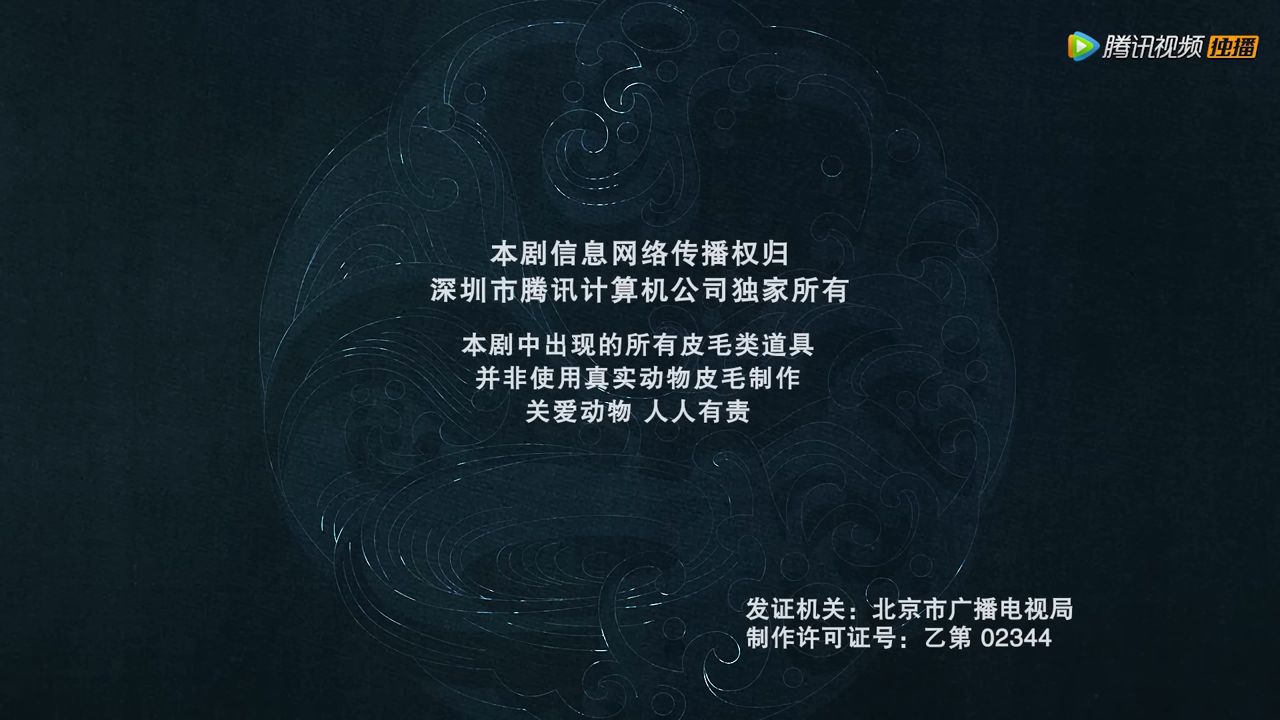 腾讯视频 独播
本剧信息网络传播权归
深圳市腾讯计算机公司独家所有
本剧中出现的所有皮毛类道具
并非使用真实动物皮毛制作
关爱动物 人人有责
发证机关：北京市广播电视局
制作许可证号：乙第 02344